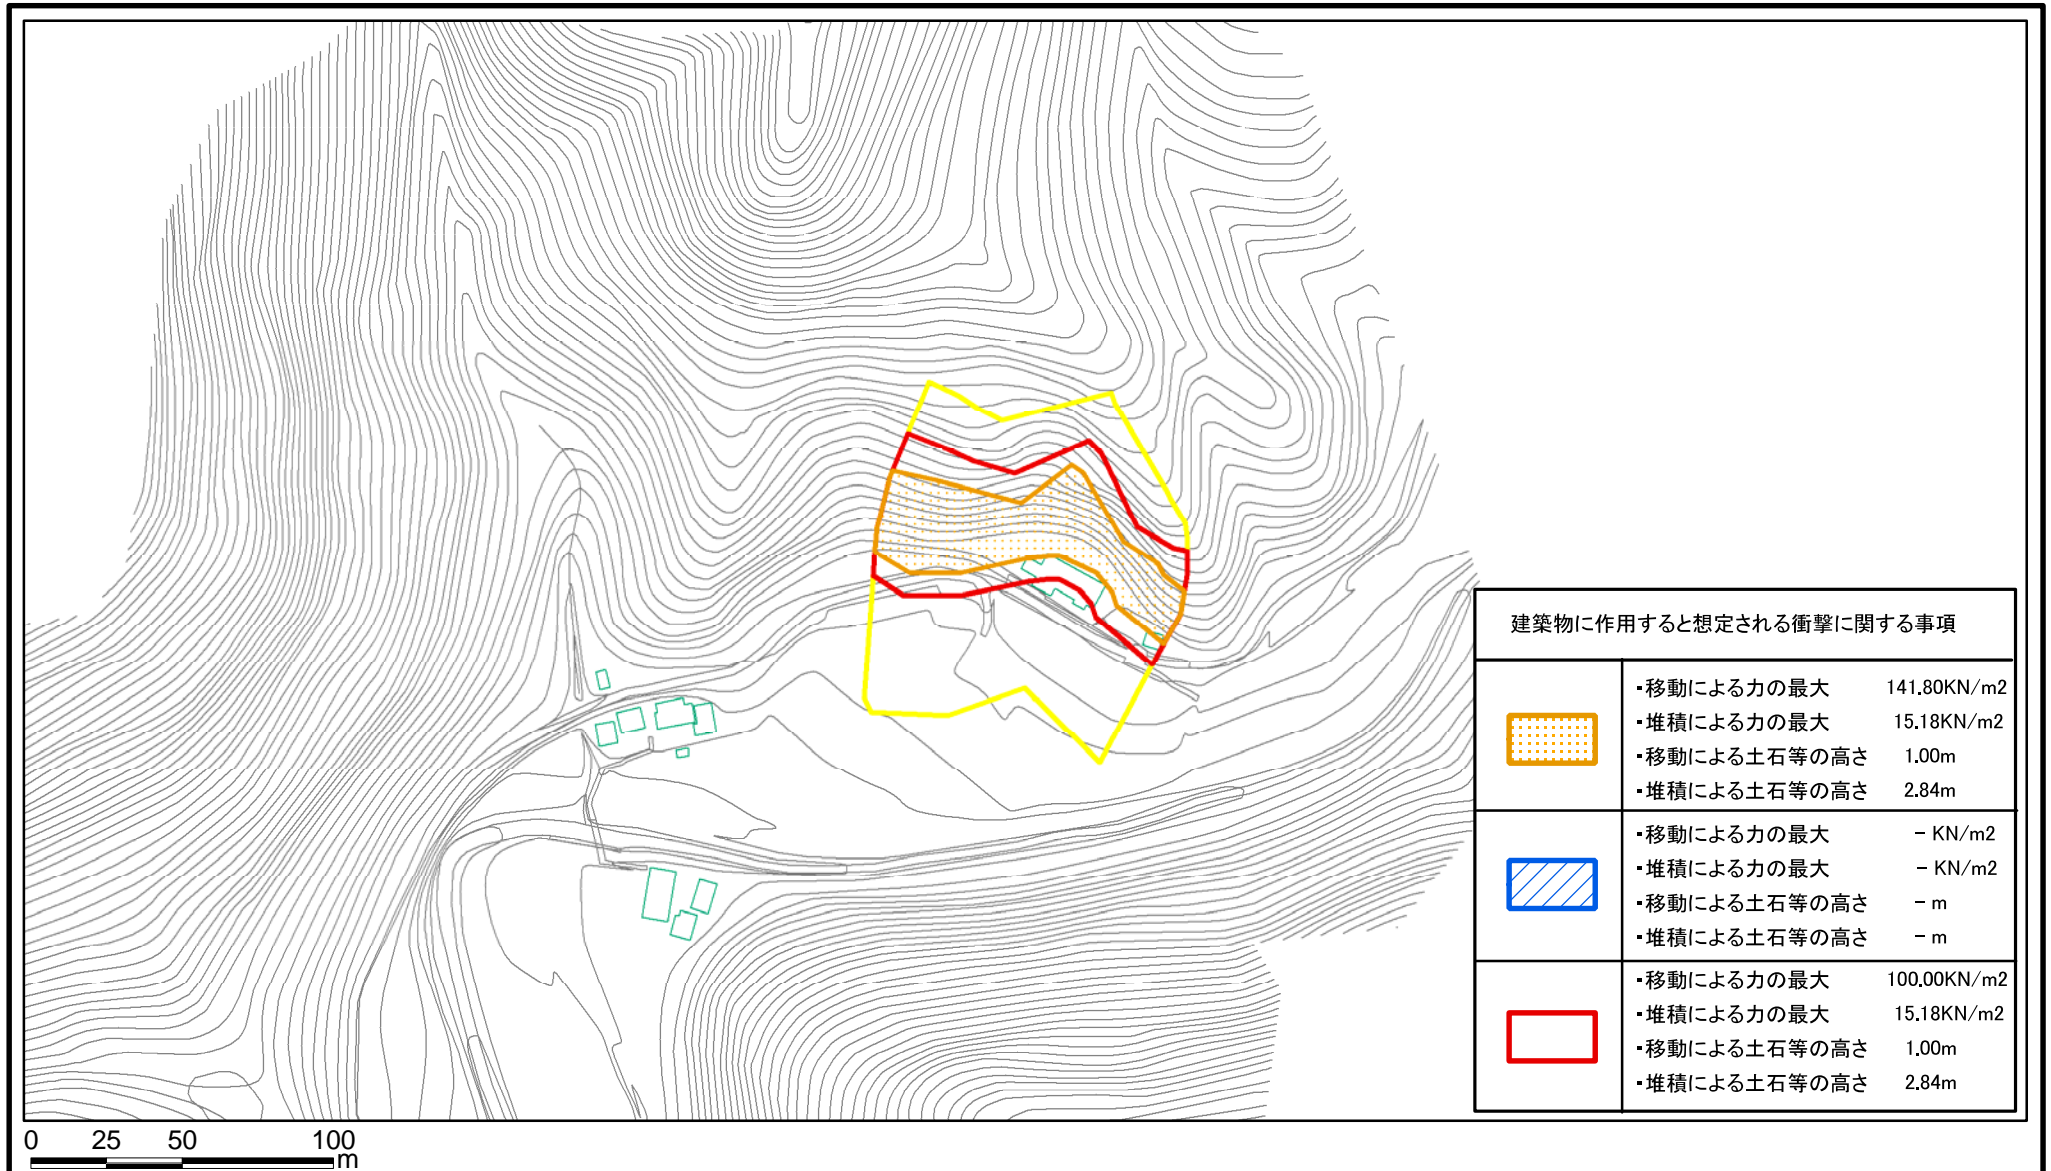 建築物に作用すると想定される衝撃に関する事項
・移動による力の最大 141.80KN/m2
・堆積による力の最大 15.18KN/m2
・移動による土石等の高さ 1.00m
・堆積による土石等の高さ 2.84m
・移動による力の最大 - KN/m2
・堆積による力の最大 - KN/m2
・移動による土石等の高さ - m
・堆積による土石等の高さ - m
・移動による力の最大 100.00KN/m2
・堆積による力の最大 15.18KN/m2
・移動による土石等の高さ 1.00m
・堆積による土石等の高さ 2.84m
0 25 50 100
m